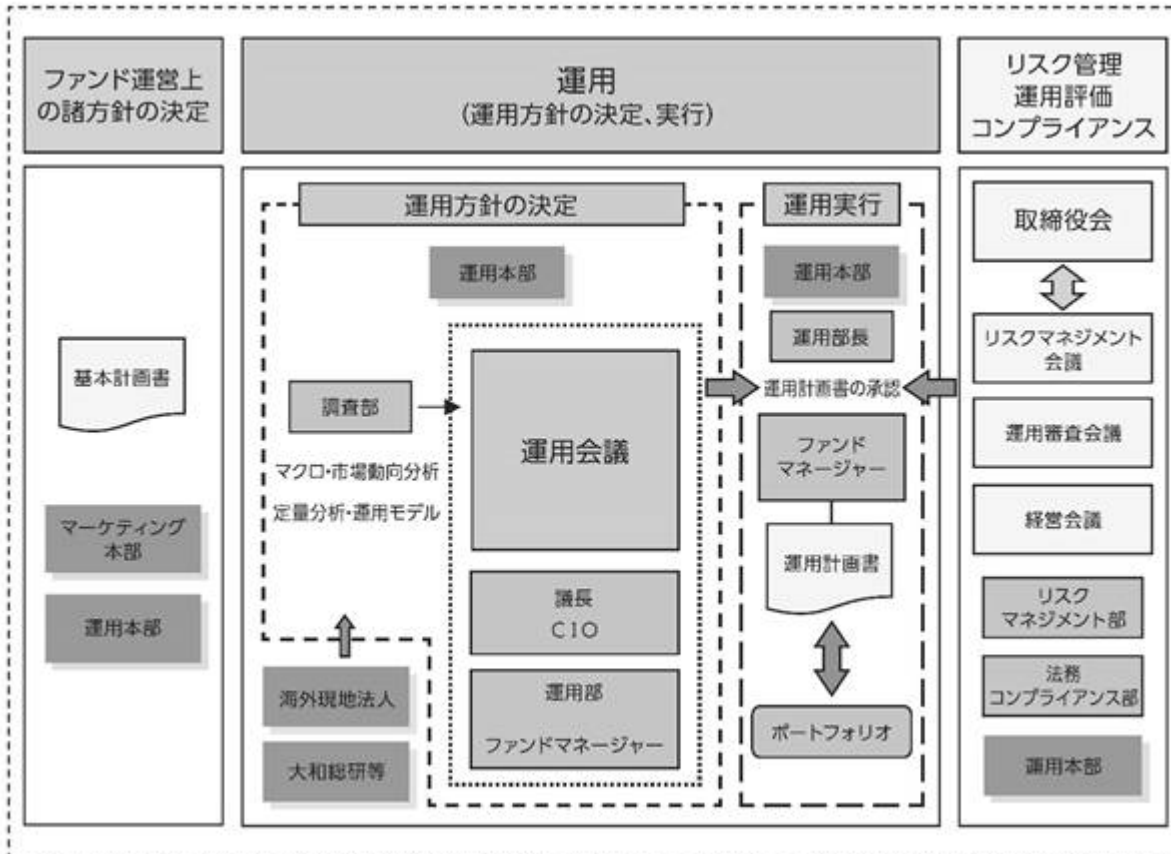 ファンド運営上
の諸方針の決定
運用
(運用方針の決定、実行)
リスク管理
運用評価
コンプライアンス
基本計画書
マーケティング
本部
運用本部
運用方針の決定
運用本部
調査部
マクロ・市場動向分析
定量分析・運用モデル
海外現地法人
大和総研等
運用会議
議長
CIO
運用部
ファンドマネージャー
運用実行
運用本部
運用部長
運用計画書の承認
ファンド
マネージャー
運用計画書
ポートフォリオ
取締役会
リスクマネジメント
会議
運用審査会議
経営会議
リスク
マネジメント部
法務
コンプライアンス部
運用本部